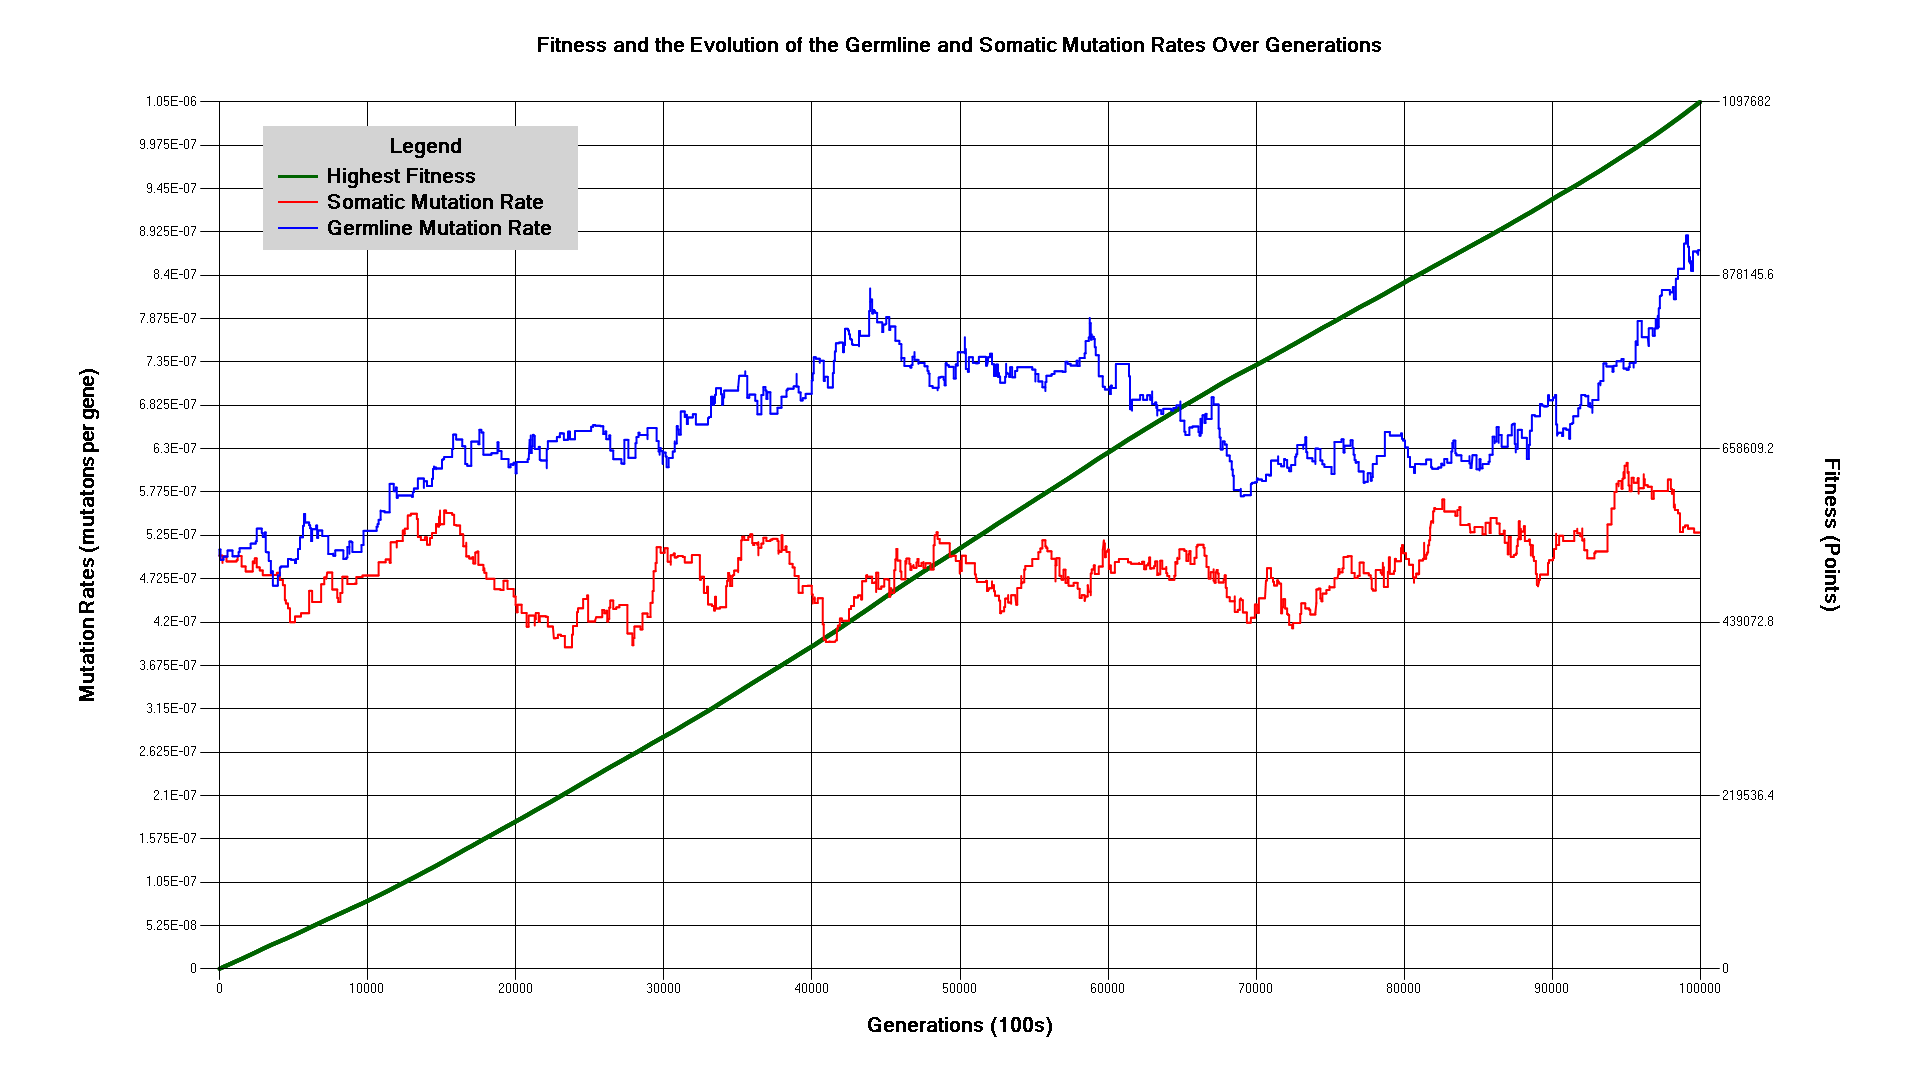 Fitness and the Evolution of the Germline and Somatic Mutation Rates Over Generations
Legend
Highest Fitness
Somatic Mutation Rate
Germline Mutation Rate
Mutation Rates (mutatons per gene)
1.05E-06
9.975E-07
9.45E-07
8.925E-07
8.4E-07
7.875E-07
7.35E-07
6.825E-07
6.3E-07
5.775E-07
5.25E-07
4.725E-07
4.2E-07
3.675E-07
3.15E-07
2.625E-07
2.1E-07
1.575E-07
1.05E-07
5.25E-08
0
1097682
878145.6
658609.2
439072.8
219536.4
0
Fitness (Points)
0 10000 20000 30000 40000 50000 60000 70000 80000 90000 100000
Generations (100s)